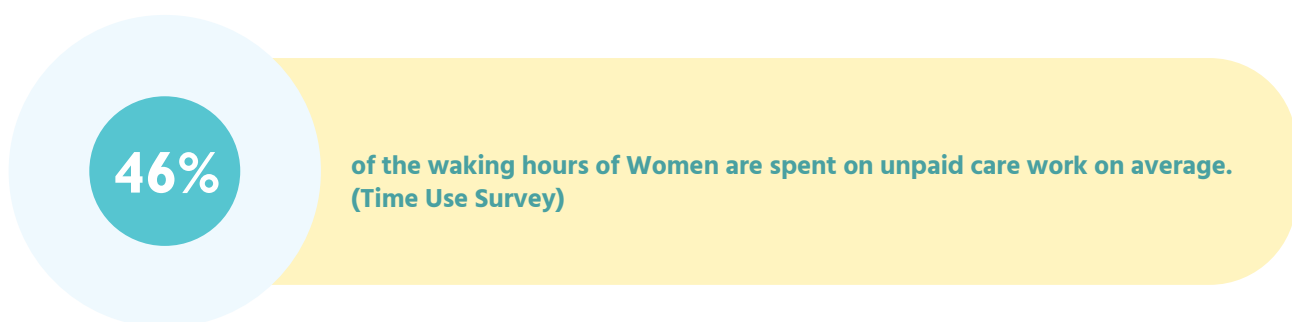 46%
of the waking hours of Women are spent on unpaid care work on average.
(Time Use Survey)